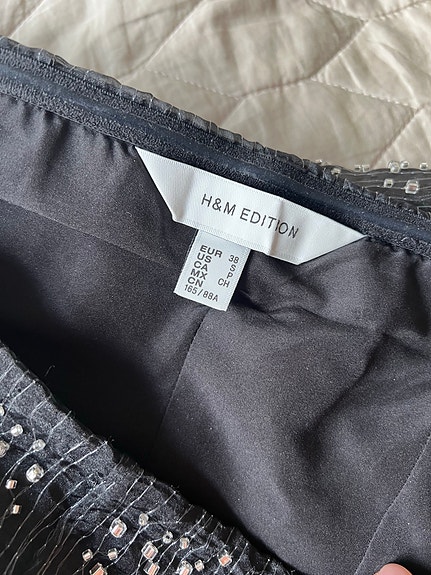 H&M EDITION
EUR 38
US S
CA P
MX CH
CN
165/88A